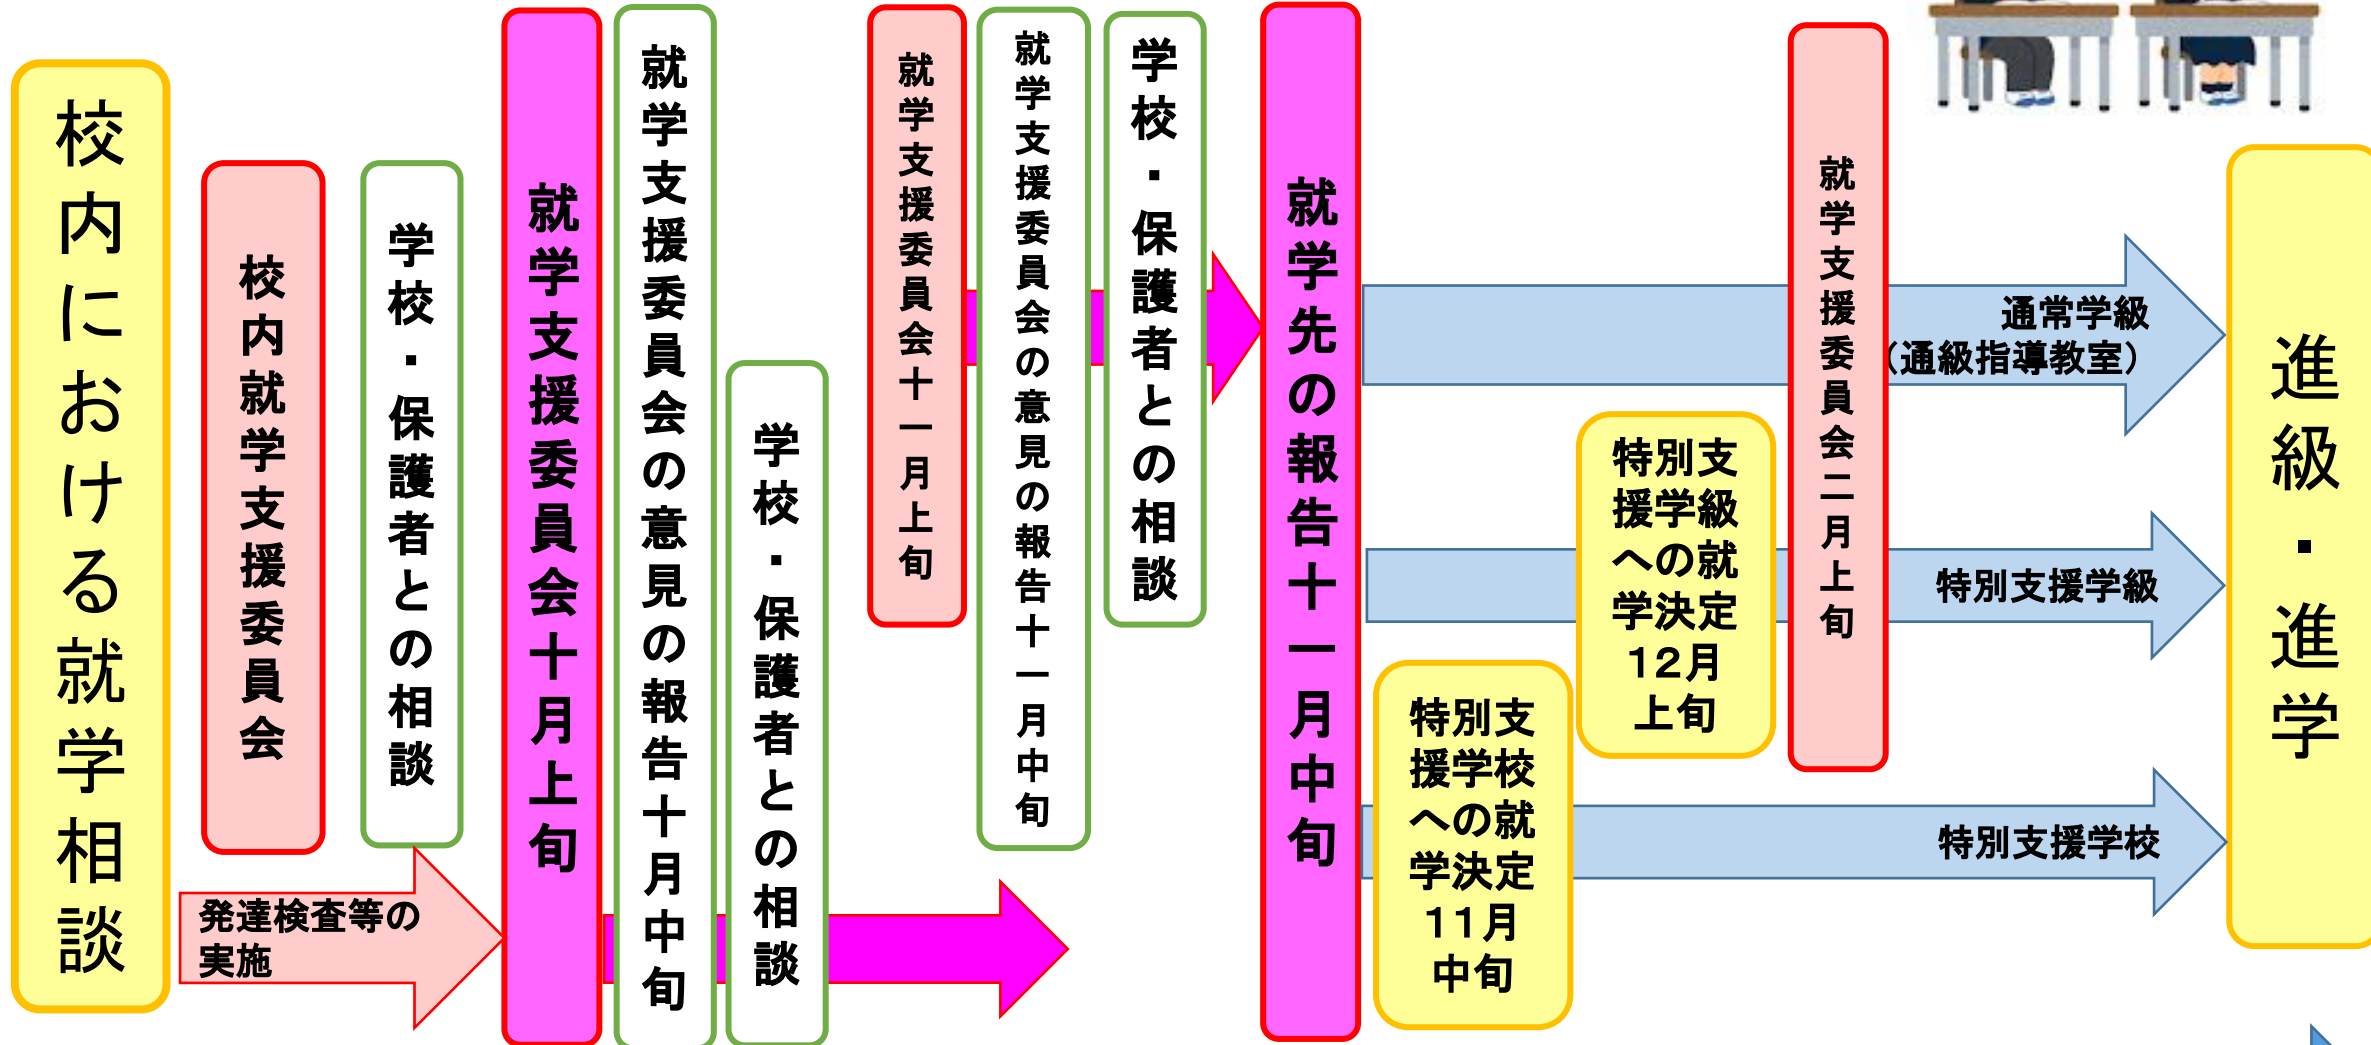 校内における就学相談
校内就学支援委員会
学校・保護者との相談
発達検査等の
実施
就学支援委員会十月上旬
就学支援委員会の意見の報告十月中旬
学校・保護者との相談
就学支援委員会十一月上旬
就学支援委員会の意見の報告十一月中旬
学校・保護者との相談
就学先の報告十一月中旬
特別支
援学校
への就
学決定
11月
中旬
特別支
援学級
への就
学決定
12月
上旬
就学支援委員会二月上旬
通常学級
（通級指導教室）
特別支援学級
特別支援学校
進級・進学